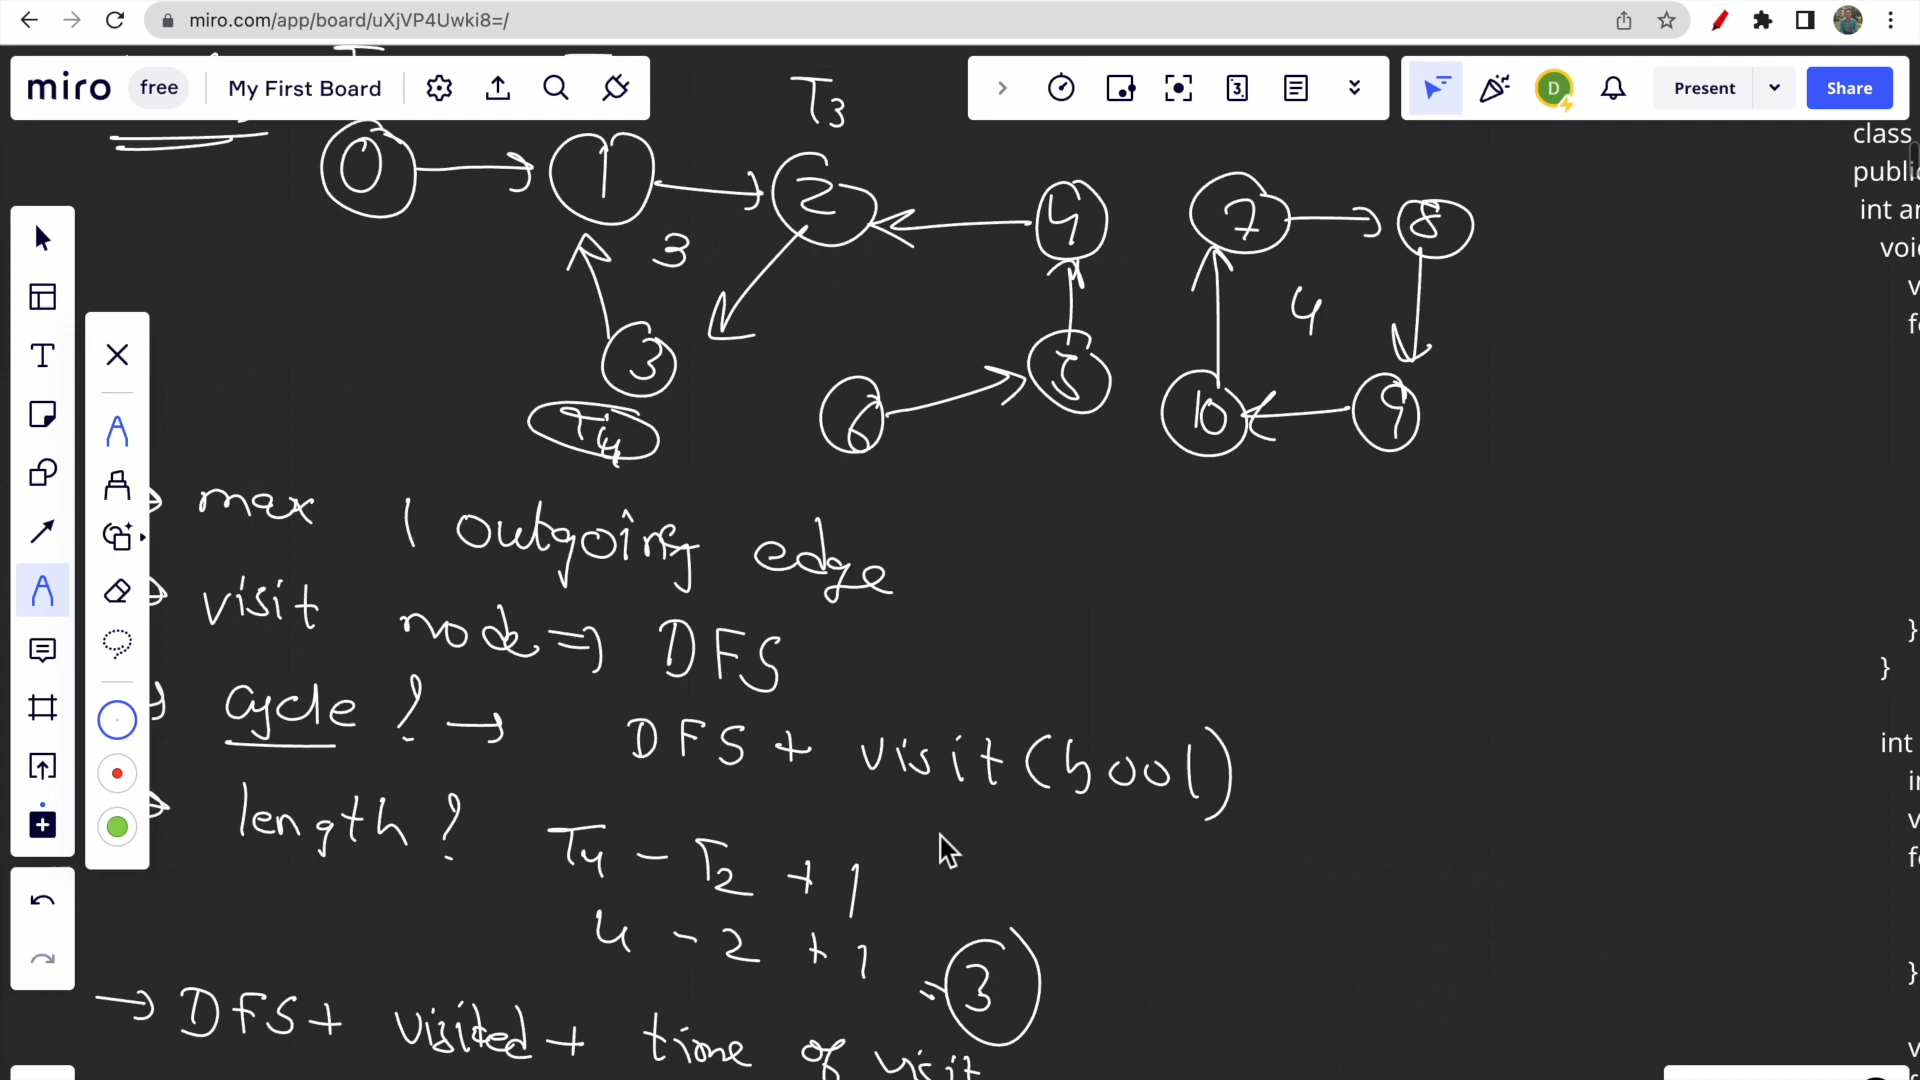 miro.com/app/board/uXjVP4Uwki8=/
miro free My First Board
Present Share
D
T3
class
0 1 2 4 7 8
3 4
3 6 5 10 9
T4
max 1 outgoing edge
visit node => DFS
cycle? → DFS + visit(bool)
length? T4 - T2 + 1
4 - 2 + 1 = 3
→ DFS + visited + time of visit
int ar
}
}
int
}